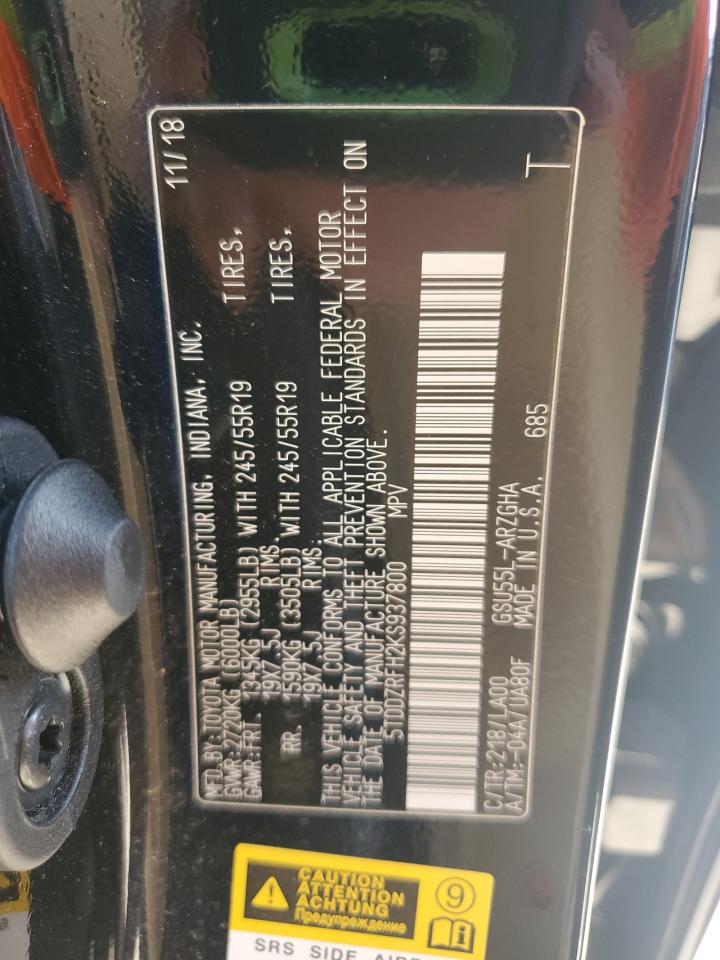 MFD.BY:TOYOTA MOTOR MANUFACTURING, INDIANA, INC. 11/18
GVWR:2720KG (6000LB)
GAWR:FRT. 1345KG (2955LB) WITH 245/55R19 TIRES,
19X7.5J RIMS.
RR. 1590KG (3505LB) WITH 245/55R19 TIRES,
19X7.5J RIMS.
THIS VEHICLE CONFORMS TO ALL APPLICABLE FEDERAL MOTOR
VEHICLE SAFETY AND THEFT PREVENTION STANDARDS IN EFFECT ON
THE DATE OF MANUFACTURE SHOWN ABOVE.
5TDDZRFH2KS937800 MPV
C/TR:218/LA00 GSU55L-ARZGHA
A/TM:-04A/UA80F MADE IN U.S.A. 685 T
CAUTION
ATTENTION
ACHTUNG
Предупреждение
9
i
SRS SIDE